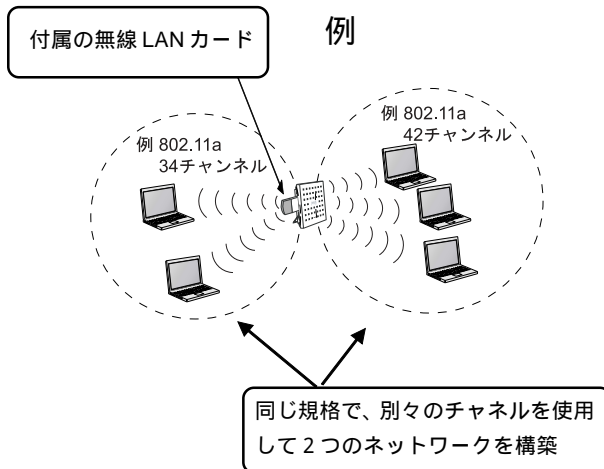 付属の無線 LAN カード
例
例 802.11a
34チャンネル
例 802.11a
42チャンネル
同じ規格で、別々のチャネルを使用
して 2 つのネットワークを構築